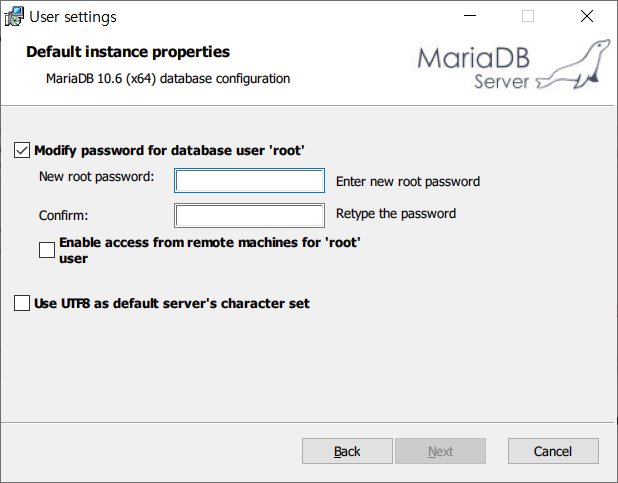 User settings
Default instance properties
MariaDB 10.6 (x64) database configuration
MariaDB
Server
Modify password for database user 'root'
New root password:
Enter new root password
Confirm:
Retype the password
Enable access from remote machines for 'root'
user
Use UTF8 as default server's character set
Back
Next
Cancel